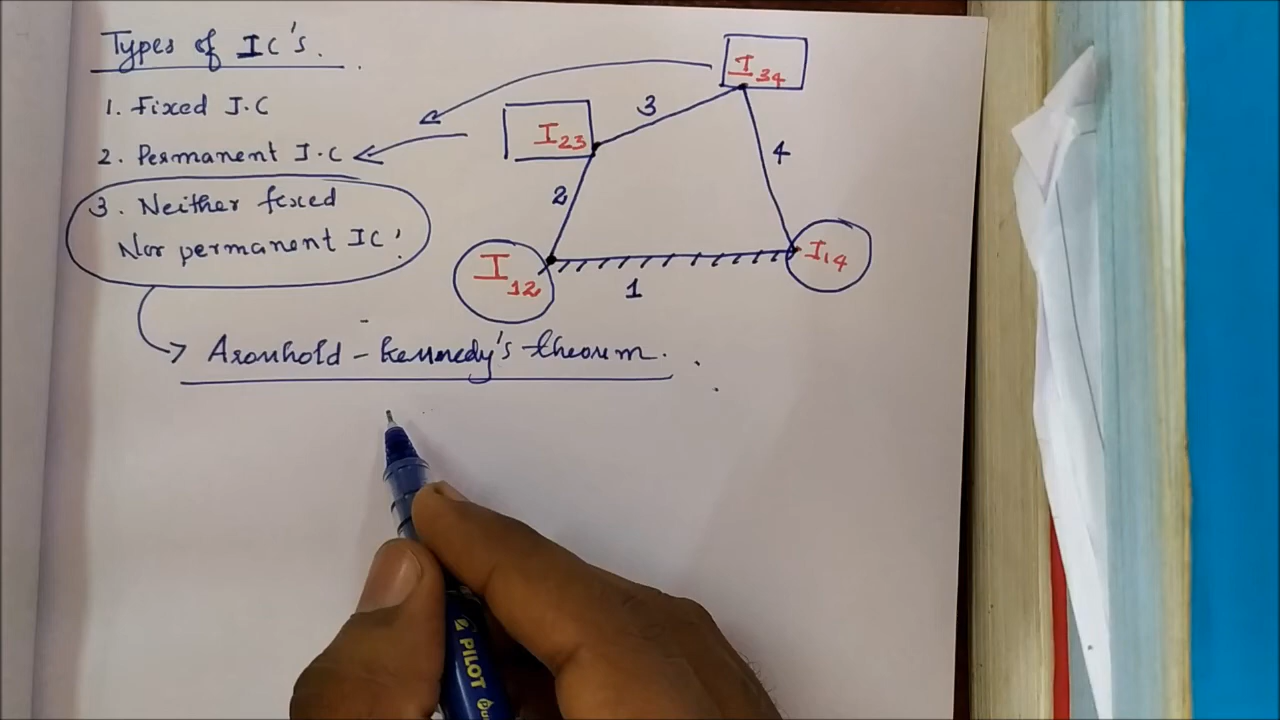 Types of IC's.
1. Fixed I.C
2. Permanent I.C
3. Neither fixed
Nor permanent IC'
I34
3
I23
4
2
I12
I14
1
Aronhold - Kennedy's theorem.
PILOT